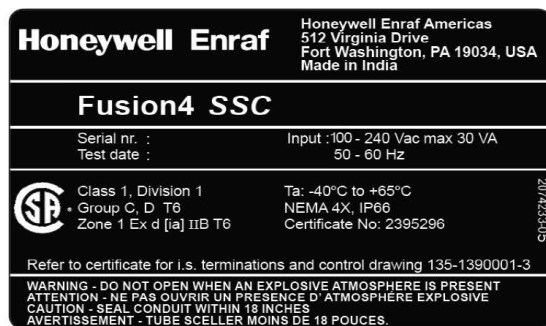 Honeywell Enraf
Honeywell Enraf Americas
512 Virginia Drive
Fort Washington, PA 19034, USA
Made in India
Fusion4 SSC
Serial nr. :
Test date :
Input :100 - 240 Vac max 30 VA
50 - 60 Hz
SA
Class 1, Division 1
Group C, D T6
Zone 1 Ex d [ia] IIB T6
Ta: -40°C to +65°C
NEMA 4X, IP66
Certificate No: 2395296
2074233-05
Refer to certificate for i.s. terminations and control drawing 135-1390001-3
WARNING - DO NOT OPEN WHEN AN EXPLOSIVE ATMOSPHERE IS PRESENT
ATTENTION - NE PAS OUVRIR UN PRESENCE D' ATMOSPHÉRE EXPLOSIVE
CAUTION - SEAL CONDUIT WITHIN 18 INCHES
AVERTISSEMENT - TUBE SCELLER MOINS DE 18 POUCES.